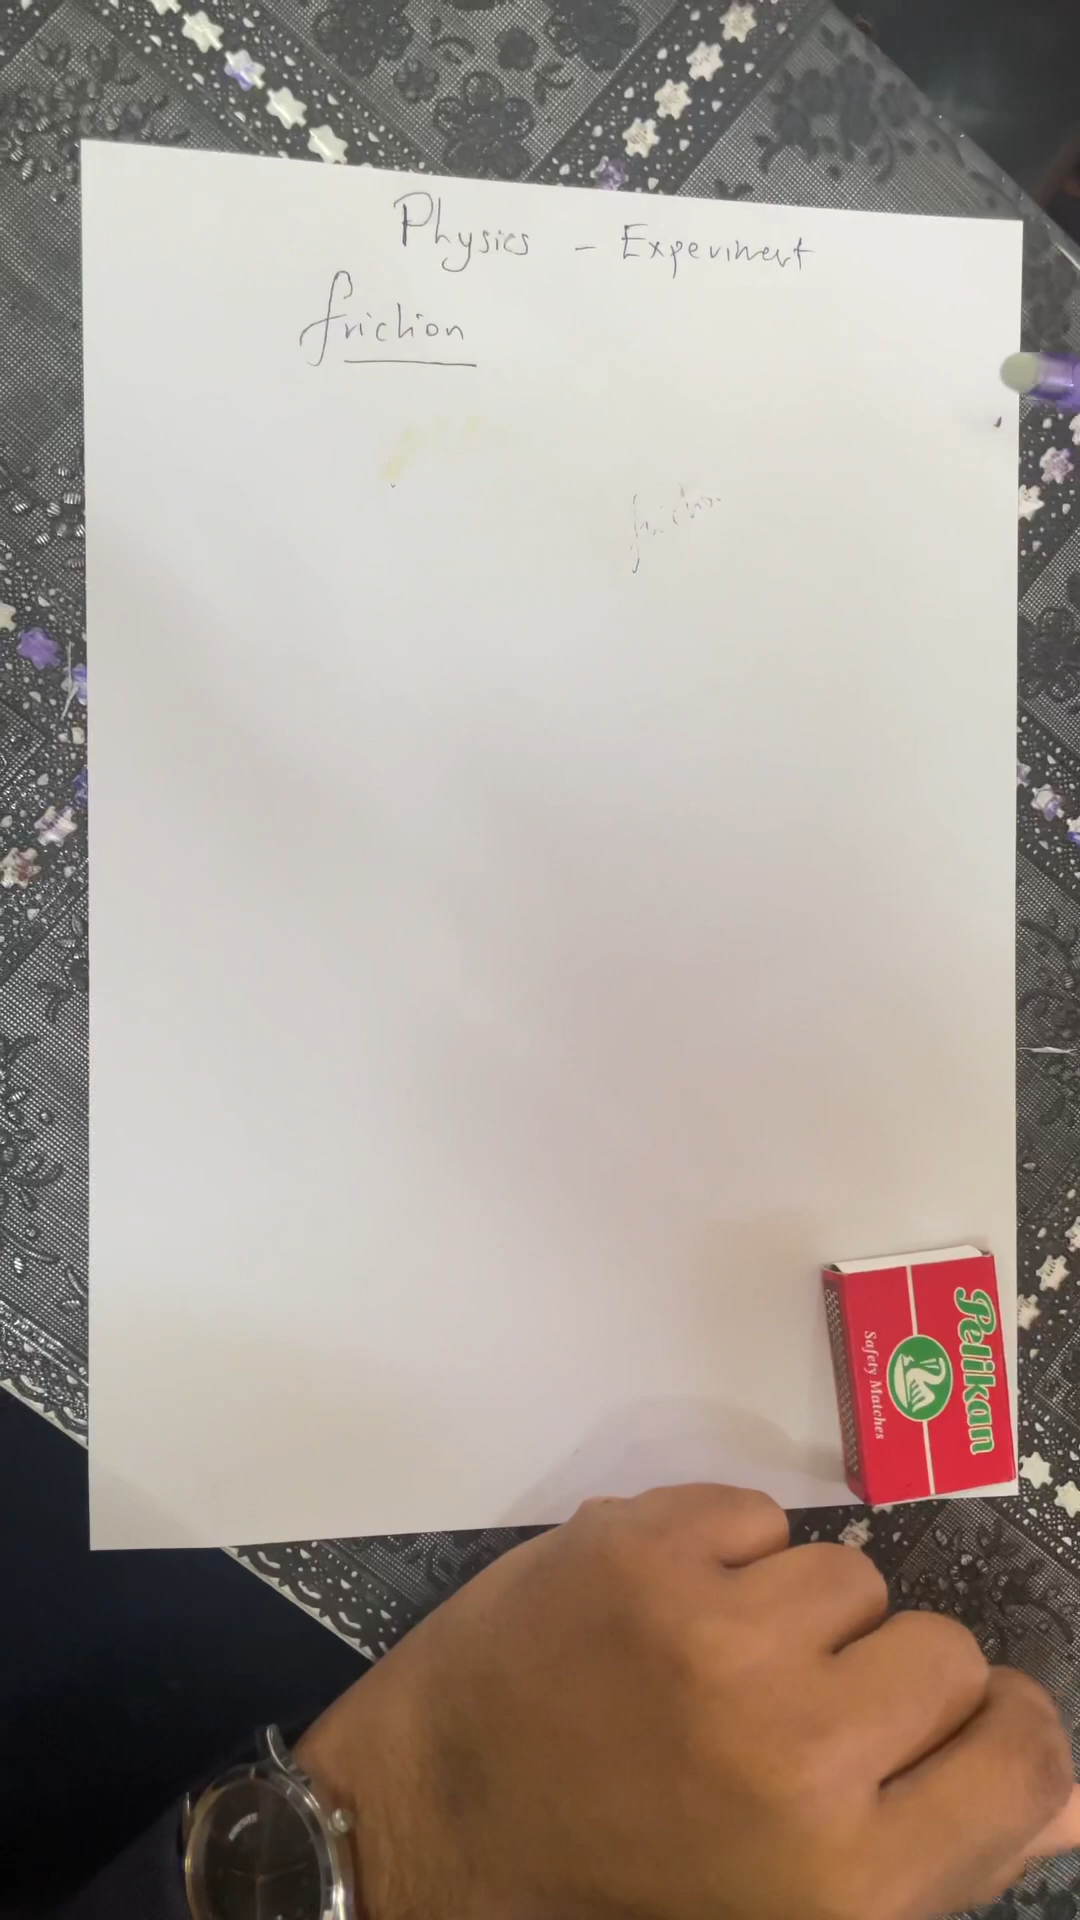 Physics - Experiment
friction
friction
Pelikan
Safety Matches